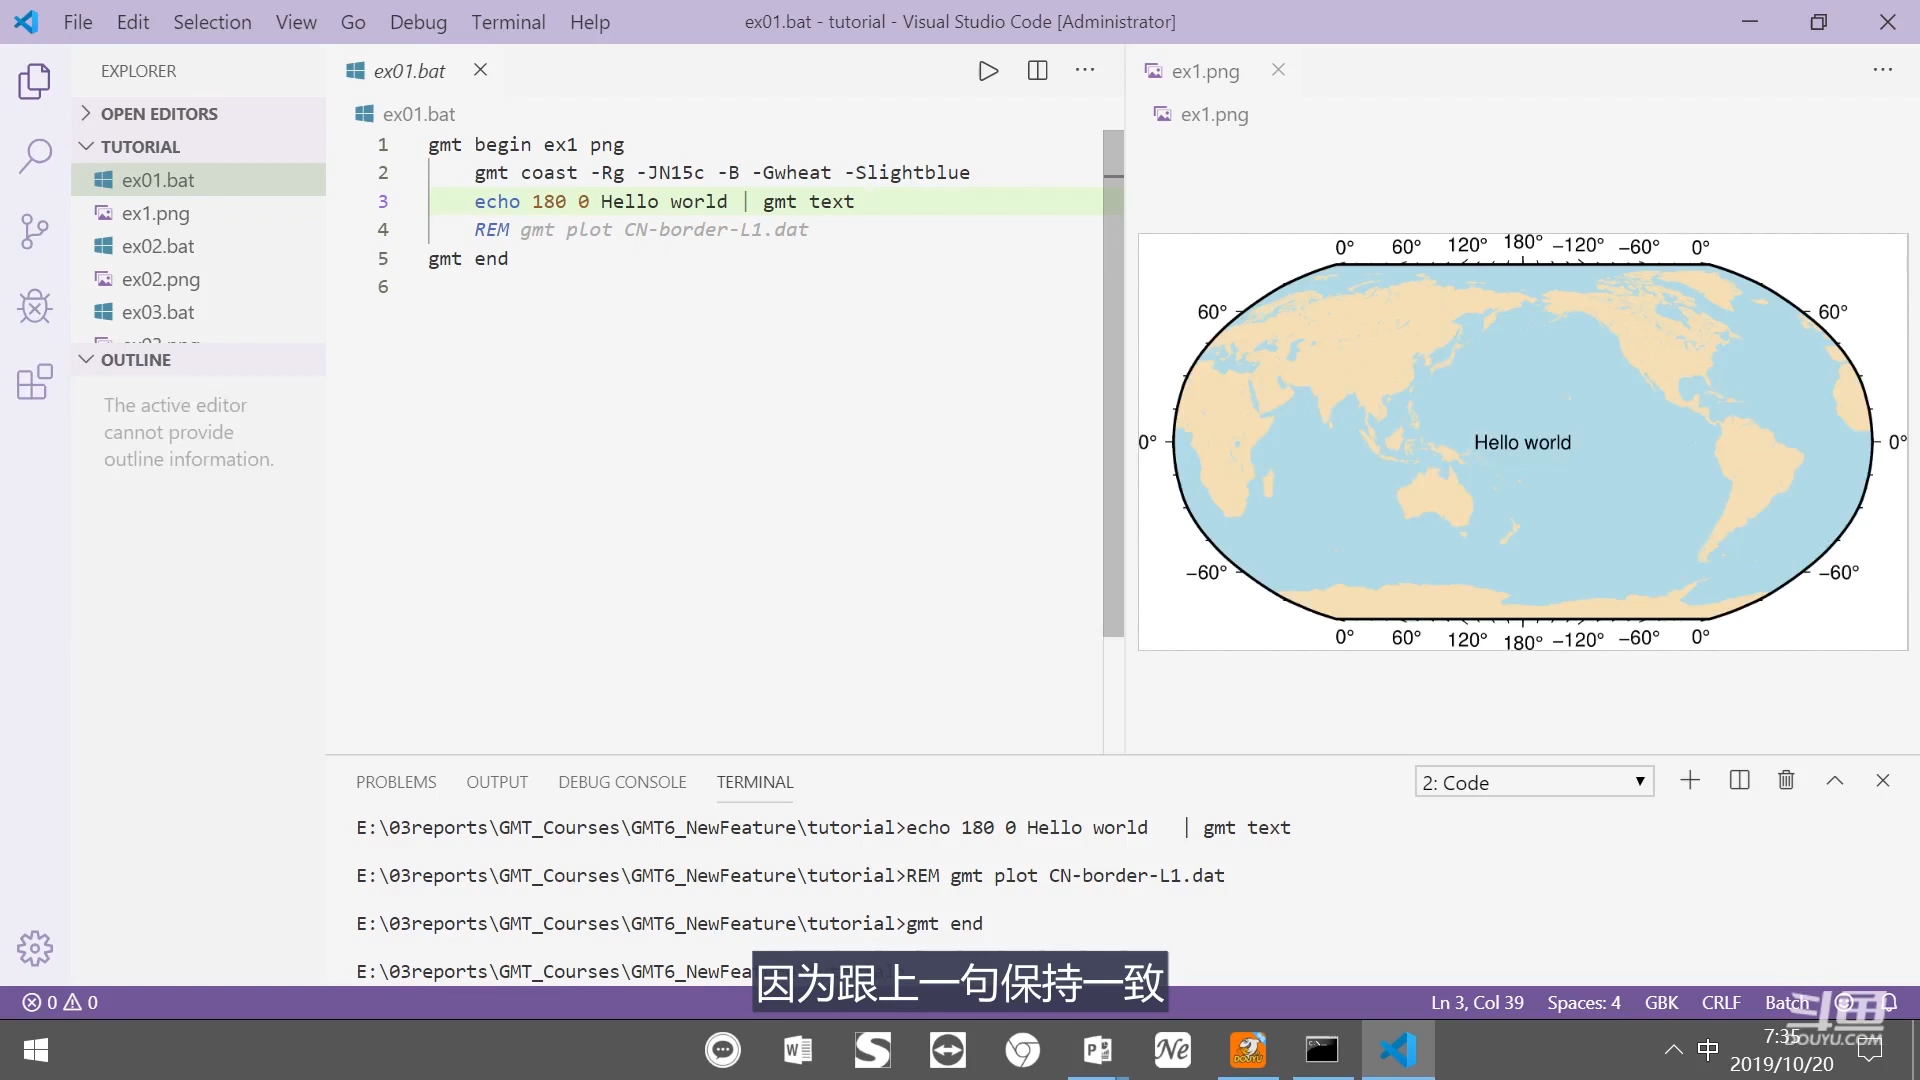 File Edit Selection View Go Debug Terminal Help
ex01.bat - tutorial - Visual Studio Code [Administrator]
EXPLORER
OPEN EDITORS
TUTORIAL
ex01.bat
ex1.png
ex02.bat
ex02.png
ex03.bat
OUTLINE
The active editor
cannot provide
outline information.
ex01.bat
ex01.bat
1 gmt begin ex1 png
2 gmt coast -Rg -JN15c -B -Gwheat -Slightblue
3 echo 180 0 Hello world | gmt text
4 REM gmt plot CN-border-L1.dat
5 gmt end
6
ex1.png
ex1.png
0° 60° 120° 180° −120° −60° 0°
60° 60°
0° Hello world 0°
−60° −60°
0° 60° 120° 180° −120° −60° 0°
PROBLEMS OUTPUT DEBUG CONSOLE TERMINAL
2: Code
E:\03reports\GMT_Courses\GMT6_NewFeature\tutorial>echo 180 0 Hello world   | gmt text
E:\03reports\GMT_Courses\GMT6_NewFeature\tutorial>REM gmt plot CN-border-L1.dat
E:\03reports\GMT_Courses\GMT6_NewFeature\tutorial>gmt end
E:\03reports\GMT_Courses\GMT6_NewFea
因为跟上一句保持一致
0 0
Ln 3, Col 39 Spaces: 4 GBK CRLF Batch
斗鱼
DOUYU.COM
W
S
P
Ne
DOUYU
中
7:35
2019/10/20